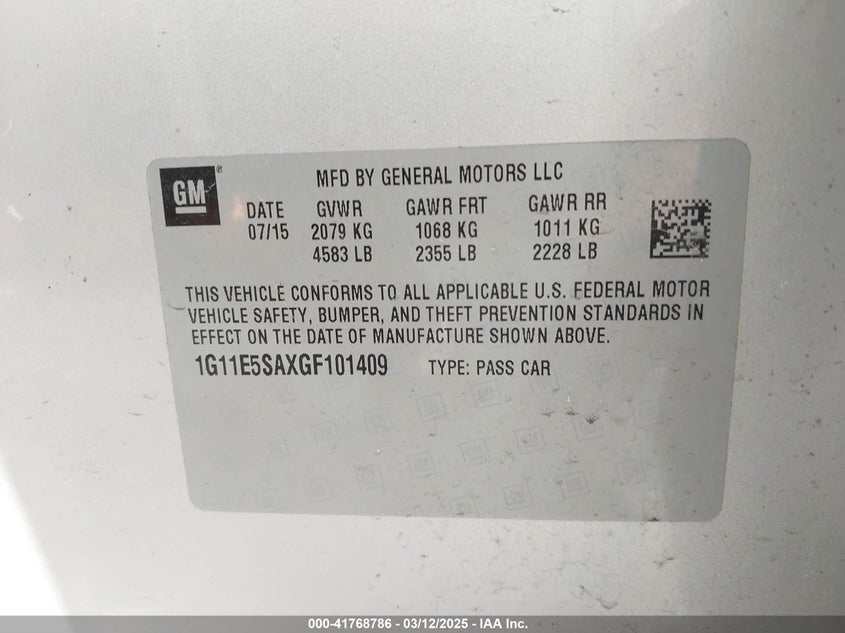 GM ®
MFD BY GENERAL MOTORS LLC
DATE GVWR GAWR FRT GAWR RR
07/15 2079 KG 1068 KG 1011 KG
4583 LB 2355 LB 2228 LB
THIS VEHICLE CONFORMS TO ALL APPLICABLE U.S. FEDERAL MOTOR
VEHICLE SAFETY, BUMPER, AND THEFT PREVENTION STANDARDS IN
EFFECT ON THE DATE OF MANUFACTURE SHOWN ABOVE.
1G11E5SAXGF101409 TYPE: PASS CAR
000-41768786 - 03/12/2025 - IAA Inc.